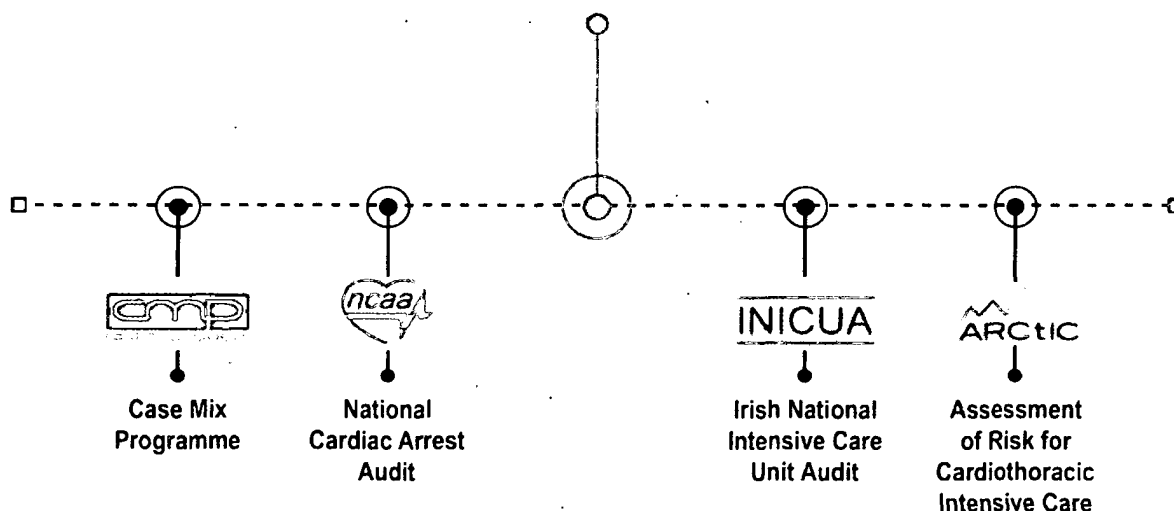 cmp
ncaa
INICUA
ARCtIC
Case Mix
Programme
National
Cardiac Arrest
Audit
Irish National
Intensive Care
Unit Audit
Assessment
of Risk for
Cardiothoracic
Intensive Care